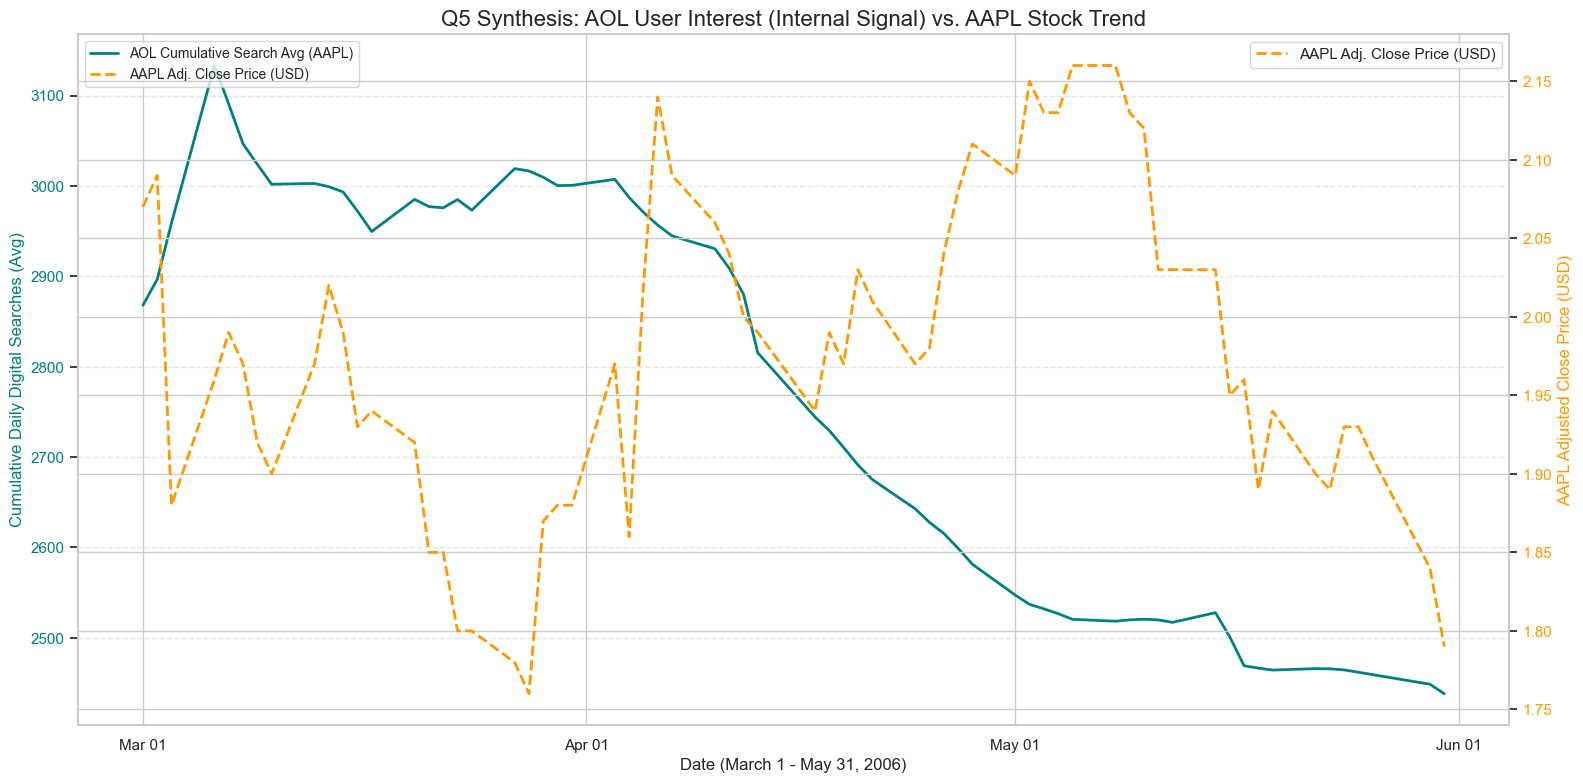 Q5 Synthesis: AOL User Interest (Internal Signal) vs. AAPL Stock Trend
AOL Cumulative Search Avg (AAPL)
AAPL Adj. Close Price (USD)
AAPL Adj. Close Price (USD)
Cumulative Daily Digital Searches (Avg)
3100
3000
2900
2800
2700
2600
2500
2.15
2.10
2.05
2.00
1.95
1.90
1.85
1.80
1.75
AAPL Adjusted Close Price (USD)
Mar 01
Apr 01
May 01
Jun 01
Date (March 1 - May 31, 2006)